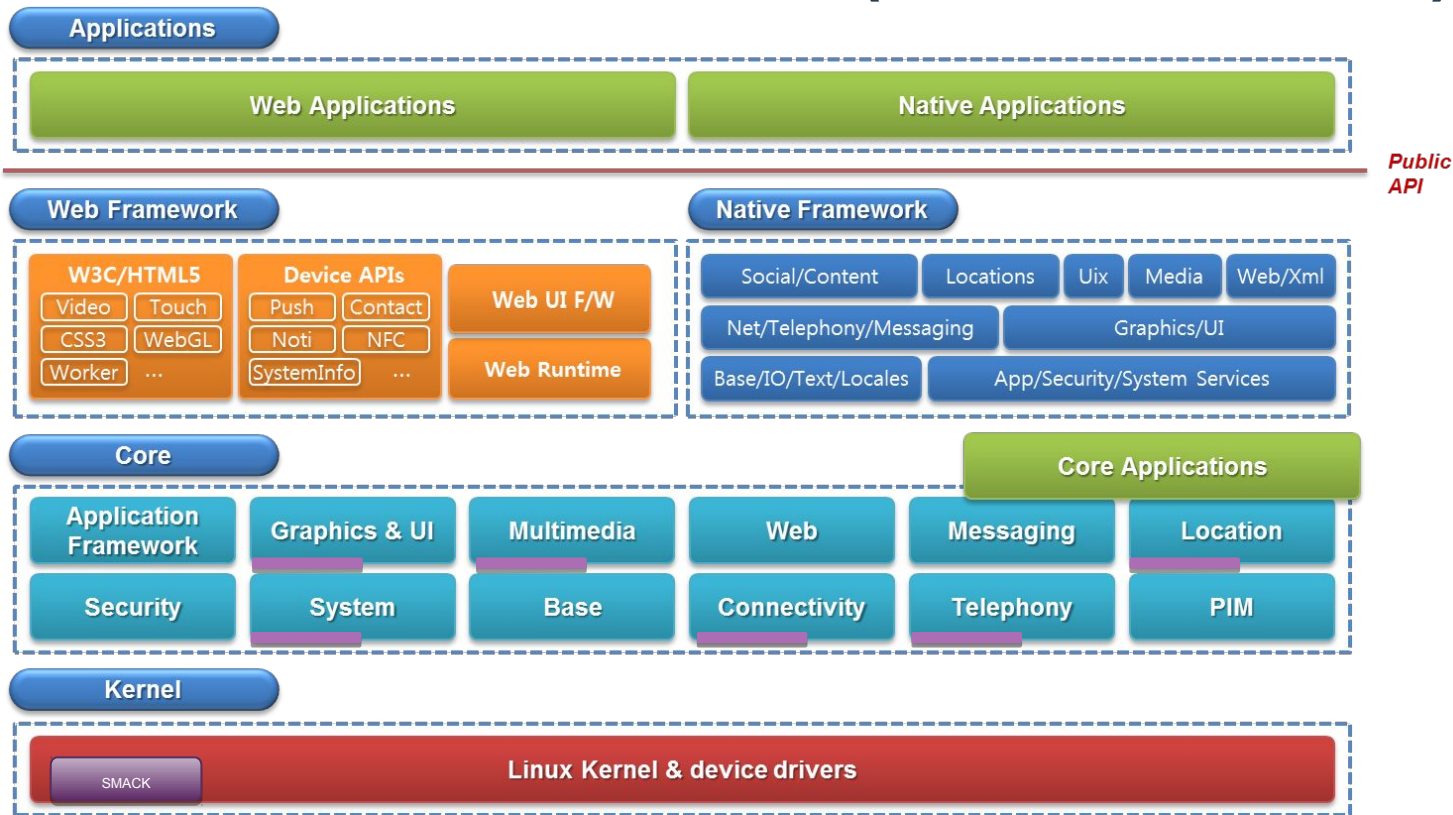 Applications
Web Applications
Native Applications
Public
API
Web Framework
Native Framework
W3C/HTML5
Video
Touch
CSS3
WebGL
Worker
...
Device APIs
Push
Contact
Noti
NFC
SystemInfo
...
Web UI F/W
Web Runtime
Social/Content
Locations
Uix
Media
Web/Xml
Net/Telephony/Messaging
Graphics/UI
Base/IO/Text/Locales
App/Security/System Services
Core
Core Applications
Application
Framework
Graphics & UI
Multimedia
Web
Messaging
Location
Security
System
Base
Connectivity
Telephony
PIM
Kernel
Linux Kernel & device drivers
SMACK